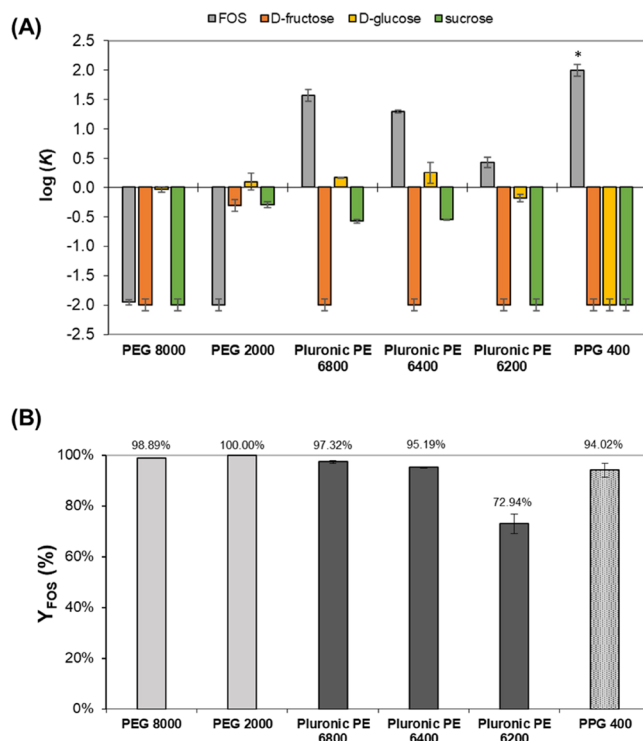 (A)
FOS D-fructose D-glucose sucrose
log (K)
2.5
2.0
1.5
1.0
0.5
0.0
-0.5
-1.0
-1.5
-2.0
-2.5
*
PEG 8000 PEG 2000 Pluronic PE 6800 Pluronic PE 6400 Pluronic PE 6200 PPG 400
(B)
98.89% 100.00% 97.32% 95.19% 72.94% 94.02%
Y_FOS (%)
100%
80%
60%
40%
20%
0%
PEG 8000 PEG 2000 Pluronic PE 6800 Pluronic PE 6400 Pluronic PE 6200 PPG 400